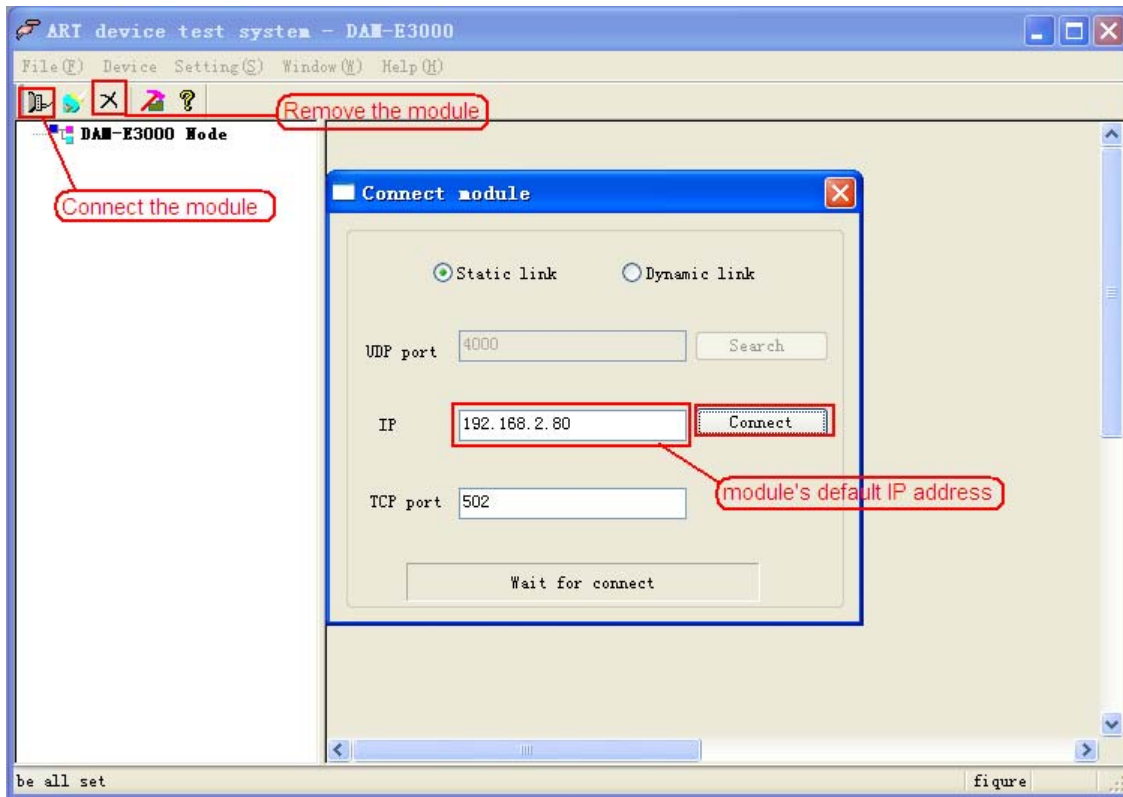 ART device test system - DAM-E3000
File(F) Device Setting(S) Window(W) Help(H)
Remove the module
DAM-E3000 Node
Connect the module
Connect module
Static link Dynamic link
UDP port 4000 Search
IP 192.168.2.80 Connect
module's default IP address
TCP port 502
Wait for connect
be all set fiqure